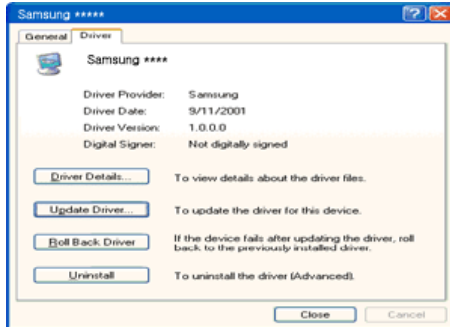 Samsung *****
General Driver
Samsung ****
Driver Provider: Samsung
Driver Date: 9/11/2001
Driver Version: 1.0.0.0
Digital Signer: Not digitally signed
Driver Details... To view details about the driver files.
Update Driver... To update the driver for this device.
Roll Back Driver If the device fails after updating the driver, roll
back to the previously installed driver.
Uninstall To uninstall the driver (Advanced).
Close Cancel